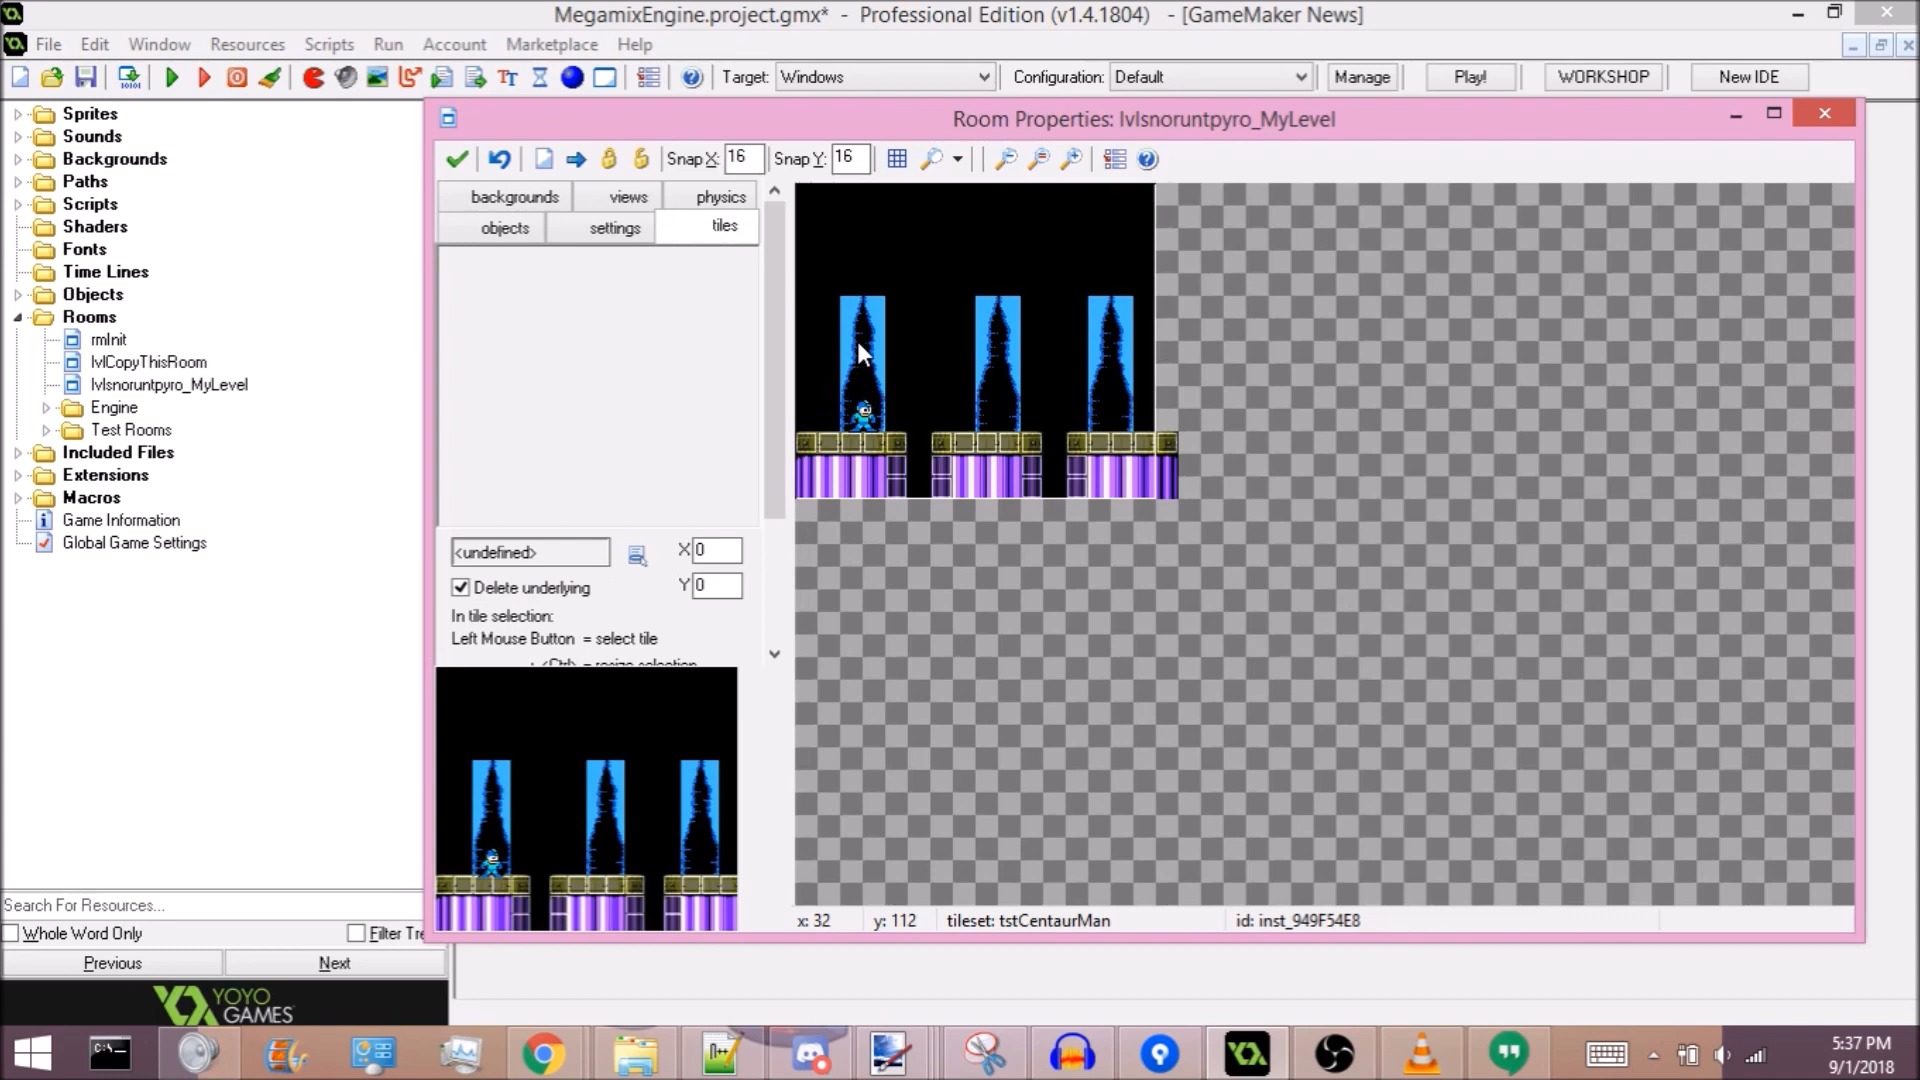 MegamixEngine.project.gmx* - Professional Edition (v1.4.1804) - [GameMaker News]
File Edit Window Resources Scripts Run Account Marketplace Help
Target: Windows Configuration: Default Manage Play! WORKSHOP New IDE
Sprites
Sounds
Backgrounds
Paths
Scripts
Shaders
Fonts
Time Lines
Objects
Rooms
rmInit
lvlCopyThisRoom
lvlsnoruntpyro_MyLevel
Engine
Test Rooms
Included Files
Extensions
Macros
Game Information
Global Game Settings
Search For Resources...
Whole Word Only Filter Tre
Previous Next
YOYO
GAMES
Room Properties: lvlsnoruntpyro_MyLevel
Snap X: 16 Snap Y: 16
backgrounds views physics
objects settings tiles
<undefined> X 0
Delete underlying Y 0
In tile selection:
Left Mouse Button = select tile
+ <Ctrl> = resize selection
x: 32 y: 112 tileset: tstCentaurMan id: inst_949F54E8
C:\_
n++
5:37 PM
9/1/2018